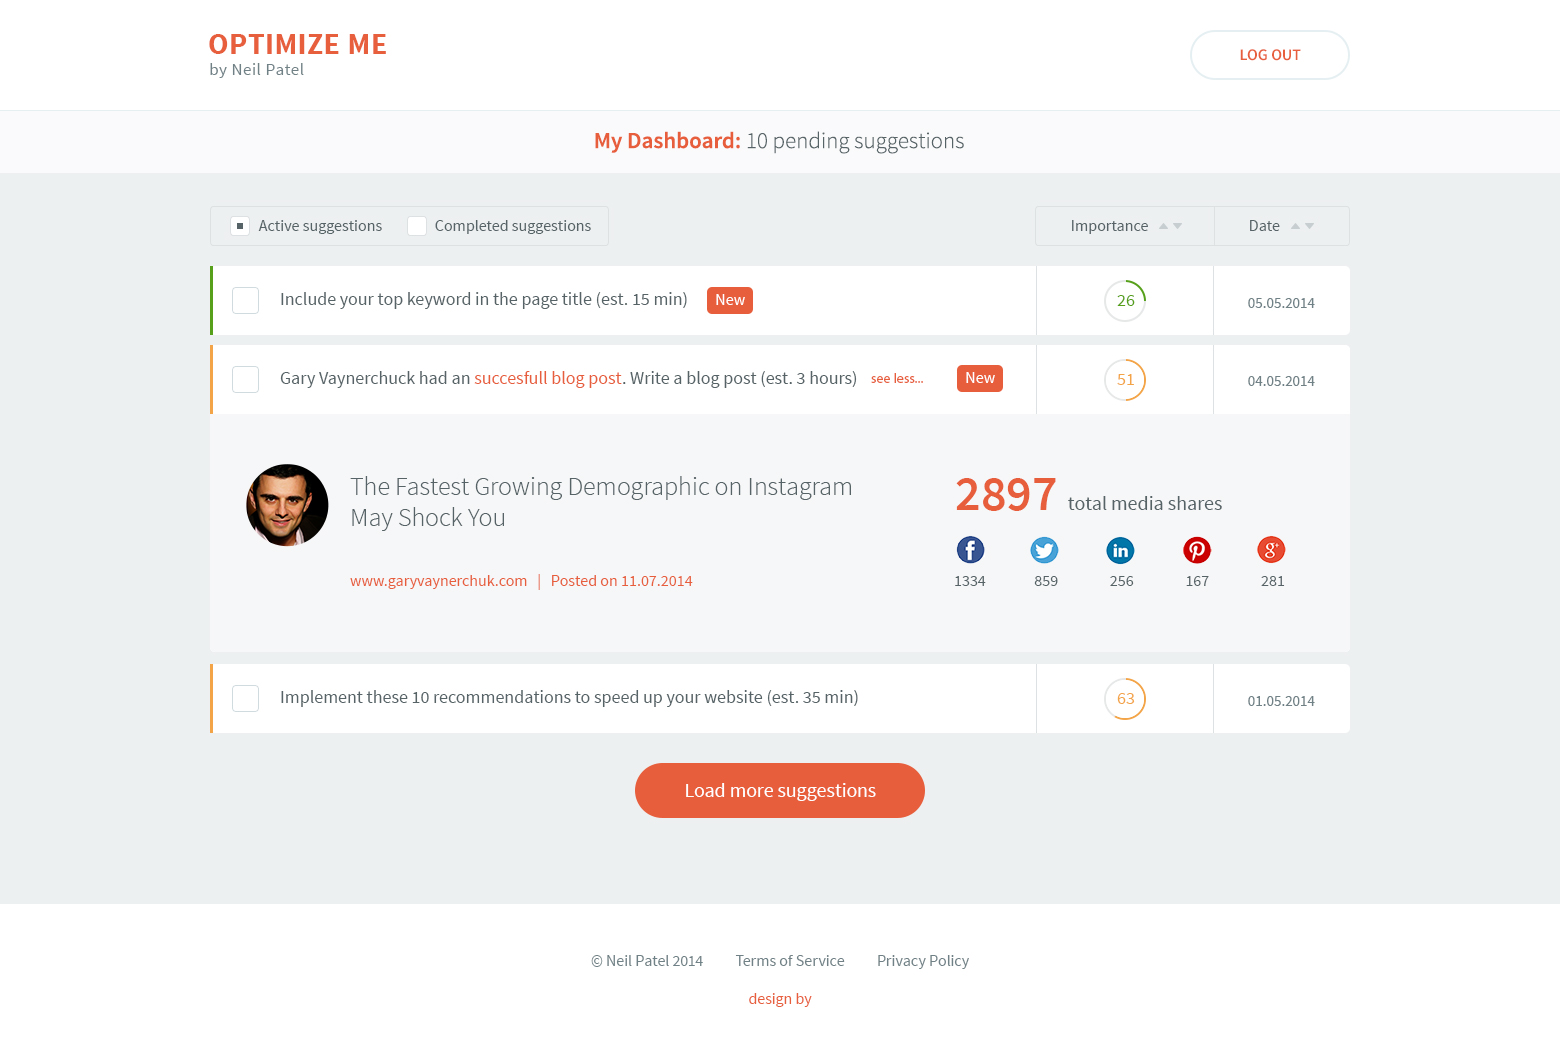 OPTIMIZE ME
by Neil Patel
LOG OUT
My Dashboard: 10 pending suggestions
Active suggestions
Completed suggestions
Importance
Date
Include your top keyword in the page title (est. 15 min)
New
26
05.05.2014
Gary Vaynerchuck had an succesfull blog post. Write a blog post (est. 3 hours)
see less...
New
51
04.05.2014
The Fastest Growing Demographic on Instagram
May Shock You
www.garyvaynerchuk.com | Posted on 11.07.2014
2897 total media shares
f
in
g+
1334
859
256
167
281
Implement these 10 recommendations to speed up your website (est. 35 min)
63
01.05.2014
Load more suggestions
© Neil Patel 2014
Terms of Service
Privacy Policy
design by